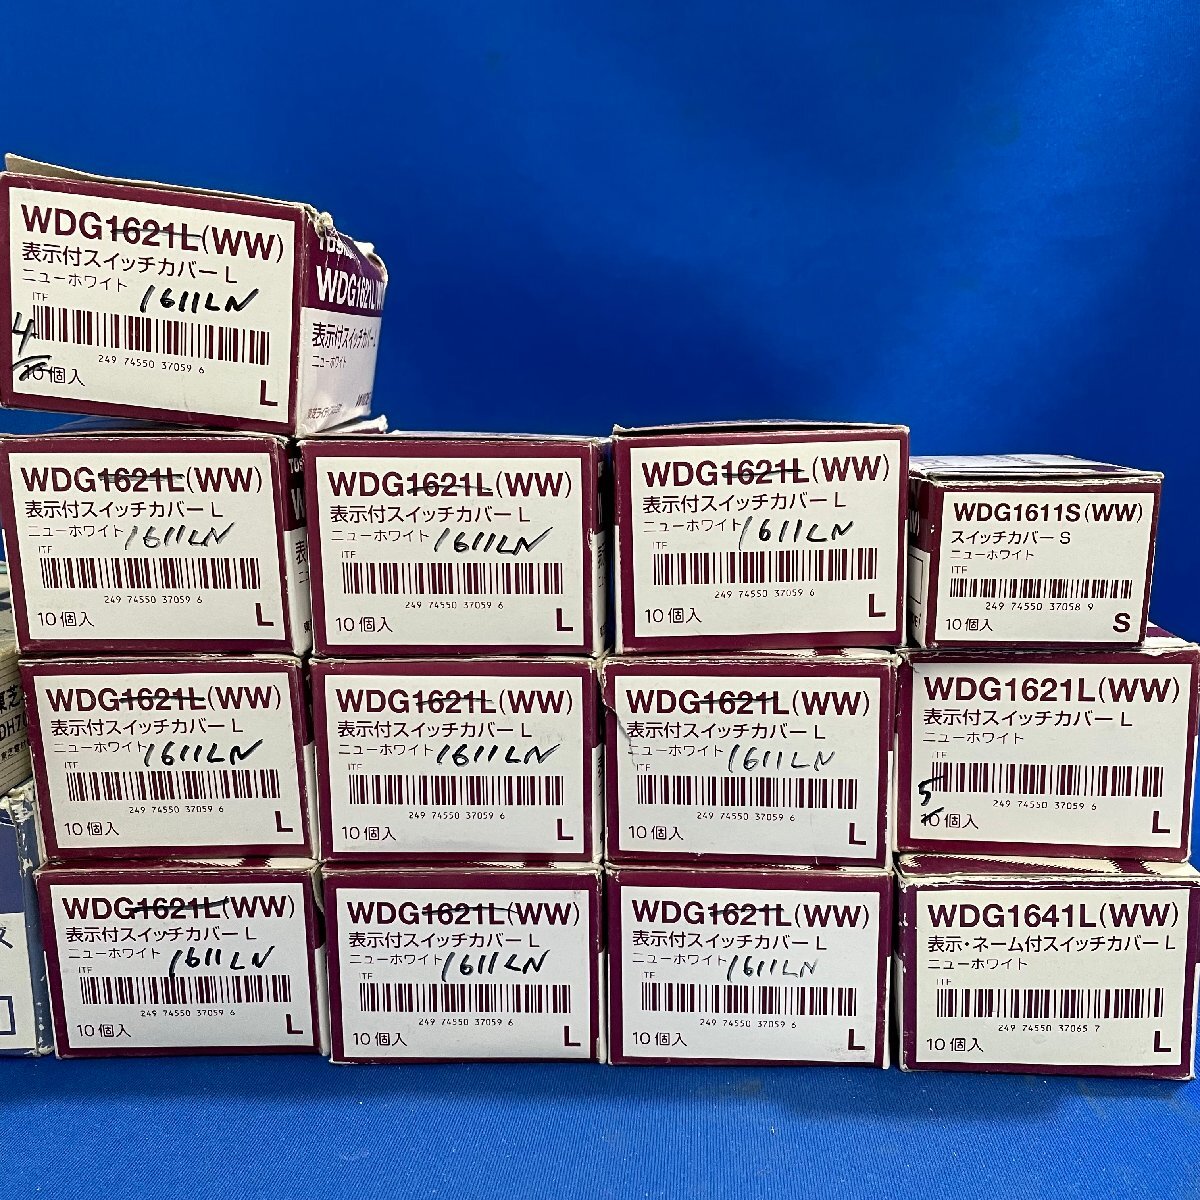 WDG1621L(WW)
表示付スイッチカバー L
ニューホワイト
1611LN
ITF
4
249 74550 37059 6
10個入
L
WDG1621L
表示付スイッチカバー L
ニューホワイト
WDG1621L(WW)
表示付スイッチカバー L
ニューホワイト
1611LN
ITF
249 74550 37059 6
10個入
L
WDG1621L(WW)
表示付スイッチカバー L
ニューホワイト
1611LN
ITF
249 74550 37059 6
10個入
L
WDG1621L(WW)
表示付スイッチカバー L
ニューホワイト
1611LN
ITF
249 74550 37059 6
10個入
L
WDG1611S(WW)
スイッチカバー S
ニューホワイト
ITF
249 74550 37058 9
10個入
S
WDG1621L(WW)
表示付スイッチカバー L
ニューホワイト
1611LN
ITF
249 74550 37059 6
10個入
L
WDG1621L(WW)
表示付スイッチカバー L
ニューホワイト
1611LN
ITF
249 74550 37059 6
10個入
L
WDG1621L(WW)
表示付スイッチカバー L
ニューホワイト
1611LN
ITF
249 74550 37059 6
10個入
L
WDG1621L(WW)
表示付スイッチカバー L
ニューホワイト
ITF
5
249 74550 37059 6
10個入
L
WDG1621L(WW)
表示付スイッチカバー L
ニューホワイト
1611LN
ITF
249 74550 37059 6
10個入
L
WDG1621L(WW)
表示付スイッチカバー L
ニューホワイト
1611LN
ITF
249 74550 37059 6
10個入
L
WDG1621L(WW)
表示付スイッチカバー L
ニューホワイト
1611LN
ITF
249 74550 37059 6
10個入
L
WDG1641L(WW)
表示・ネーム付スイッチカバー L
ニューホワイト
ITF
249 74550 37065 7
10個入
L